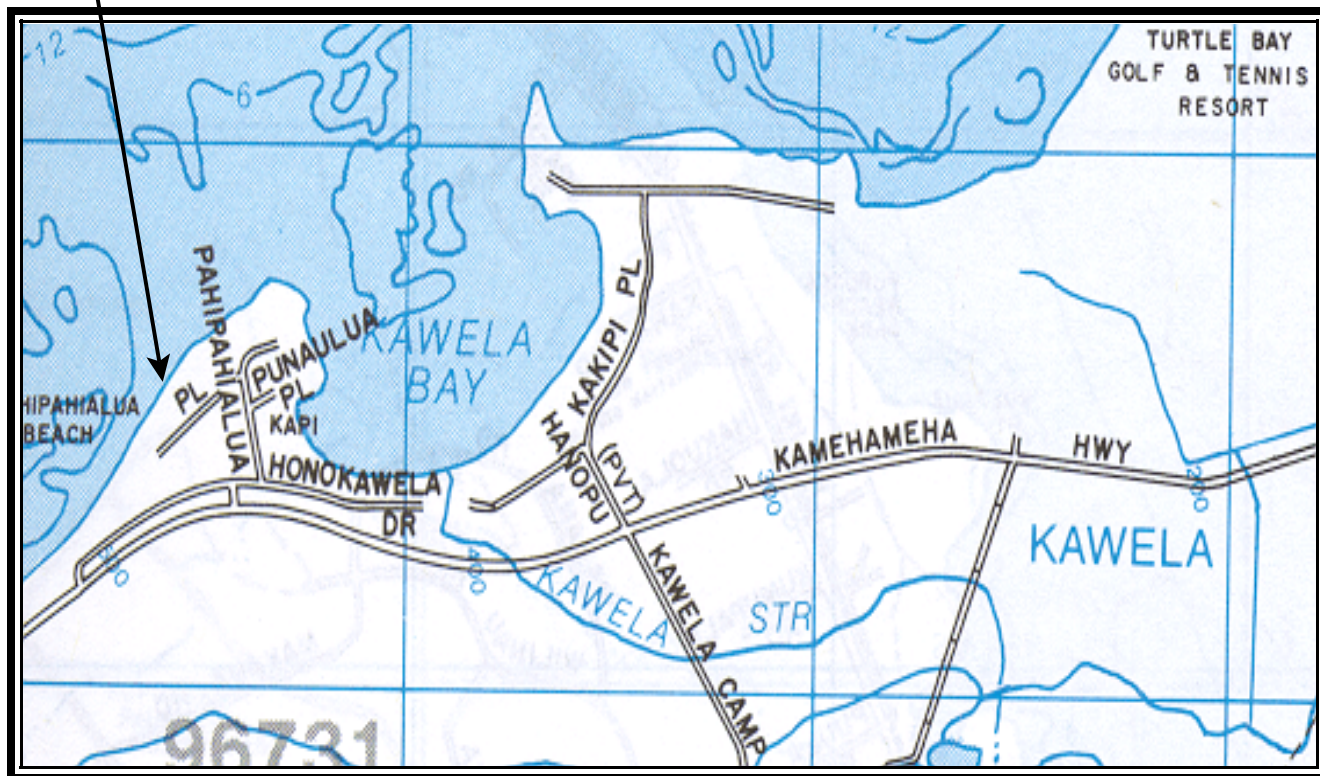 -12
12
TURTLE BAY
GOLF & TENNIS
RESORT
6
PAHIPAHIALUA
PUNAULUA
PL
PL
KAPI
KAWELA
BAY
HIPAHIALUA
BEACH
KAKIPI PL
HANOPU
(PVT)
HONOKAWELA
DR
KAMEHAMEHA HWY
300
200
400
KAWELA
KAWELA STR
KAWELA CAMP
96731